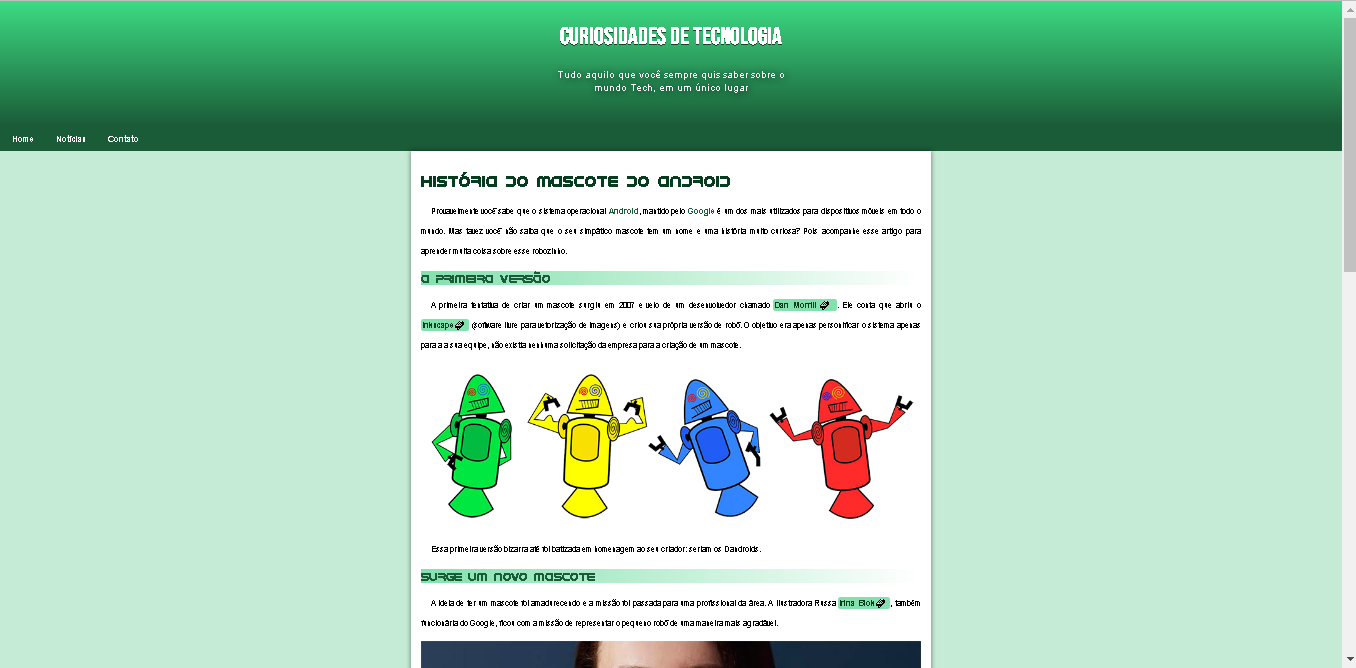 CURIOSIDADES DE TECNOLOGIA
Tudo aquilo que você sempre quis saber sobre o
mundo Tech, em um único lugar
Home Notícias Contato
História do Mascote do Android
Provavelmente você sabe que o sistema operacional Android, mantido pelo Google é um dos mais utilizados para dispositivos móveis em todo o
mundo. Mas tavez você não saiba que o seu simpático mascote tem um nome e uma história muito curiosa? Pois acompanhe esse artigo para
aprender muita coisa sobre esse robozinho.
A primeira versão
A primeira tentativa de criar um mascote surgiu em 2007 e veio de um desenvolvedor chamado Dan Morrill. Ele conta que abriu o
Inkscape (software livre para vetorização de imagens) e criou sua própria versão de robô. O objetivo era apenas personificar o sistema apenas
para a a sua equipe, não existia nenhuma solicitação da empresa para a criação de um mascote.
Essa primeira versão bizarra até foi batizada em homenagem ao seu criador: seriam os Dandroids.
Surge um novo mascote
A ideia de ter um mascote foi amadurecendo e a missão foi passada para uma profissional da área. A ilustradora Russa Irina Blok, também
funcionária do Google, ficou com a missão de representar o pequeno robô de uma maneira mais agradável.